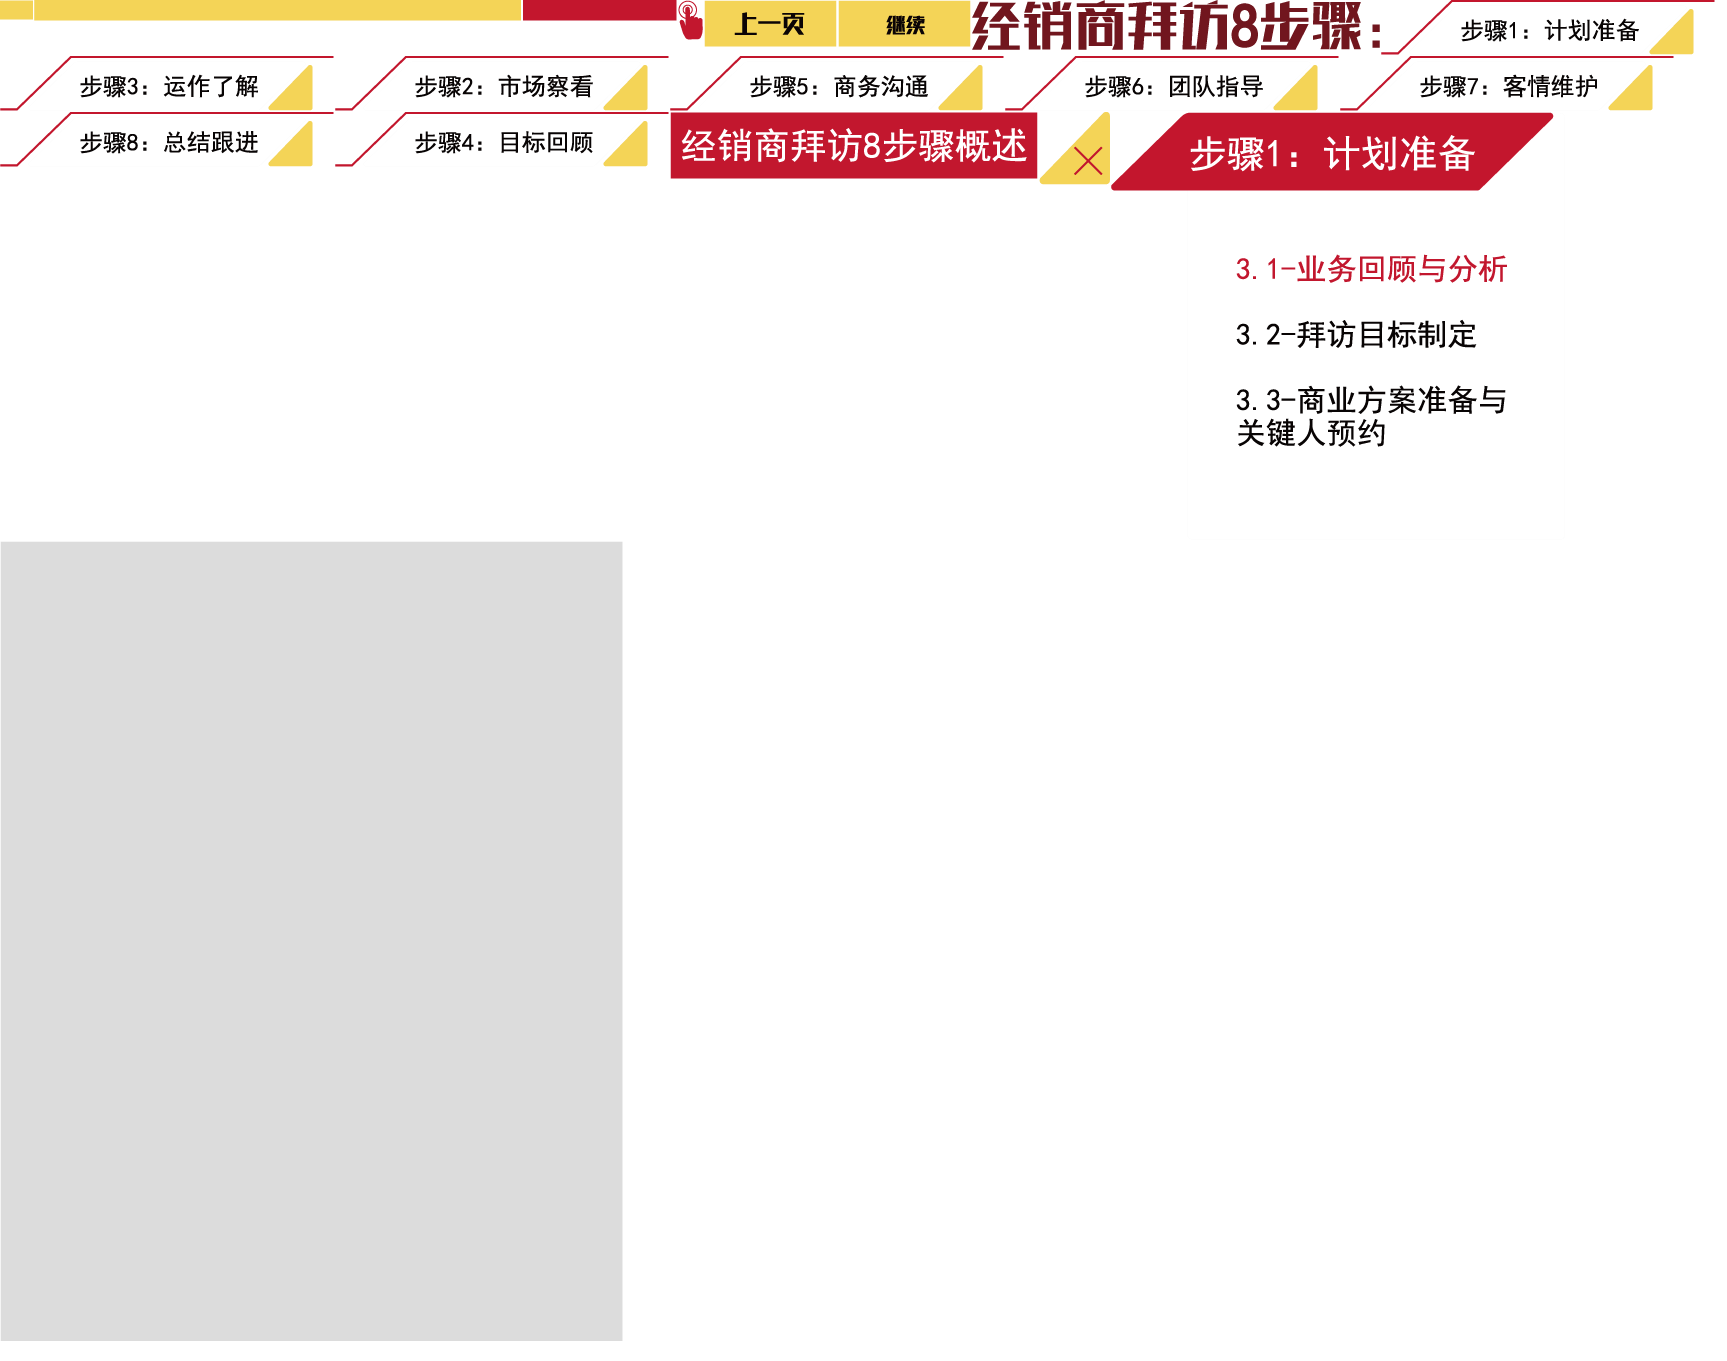 上一页
继续
经销商拜访8步骤：
步骤1：计划准备
步骤3：运作了解
步骤2：市场察看
步骤5：商务沟通
步骤6：团队指导
步骤7：客情维护
步骤8：总结跟进
步骤4：目标回顾
经销商拜访8步骤概述
步骤1：计划准备
3.1-业务回顾与分析
3.2-拜访目标制定
3.3-商业方案准备与
关键人预约